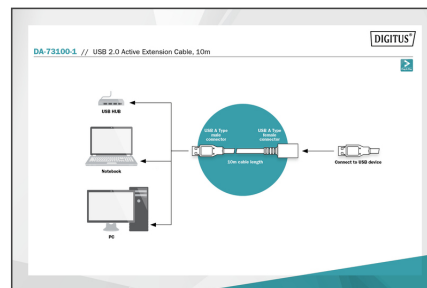 DIGITUS®
DA-73100-1 // USB 2.0 Active Extension Cable, 10m
USB HUB
USB A Type
male
connector
USB A Type
female
connector
10m cable length
Notebook
Connect to USB device
PC